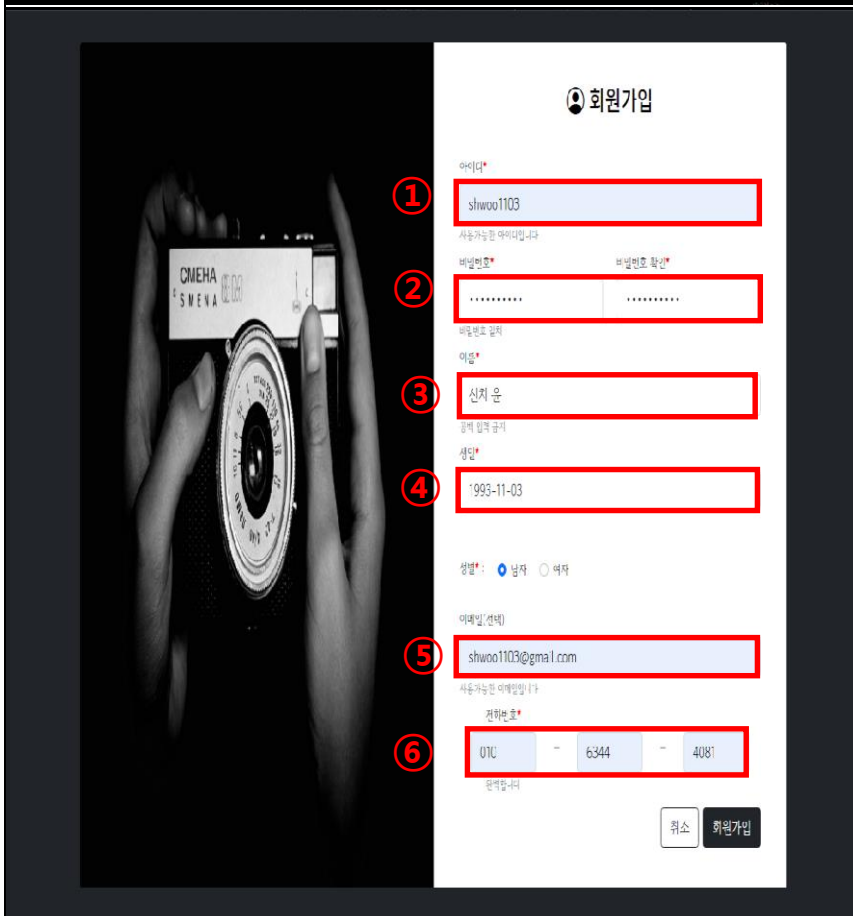 회원가입
아이디*
① shwoo1103
사용가능한 아이디입니다
비밀번호* 비밀번호 확인*
② ·········· ··········
비밀번호 일치
이름*
③ 신치 윤
공백 입력 금지
생일*
④ 1993-11-03
성별* : 남자 여자
이메일(선택)
⑤ shwoo1103@gmail.com
사용가능한 이메일입니다
전화번호*
⑥ 010 - 6344 - 4081
완벽합니다
취소 회원가입
СМЕНА
SMENA